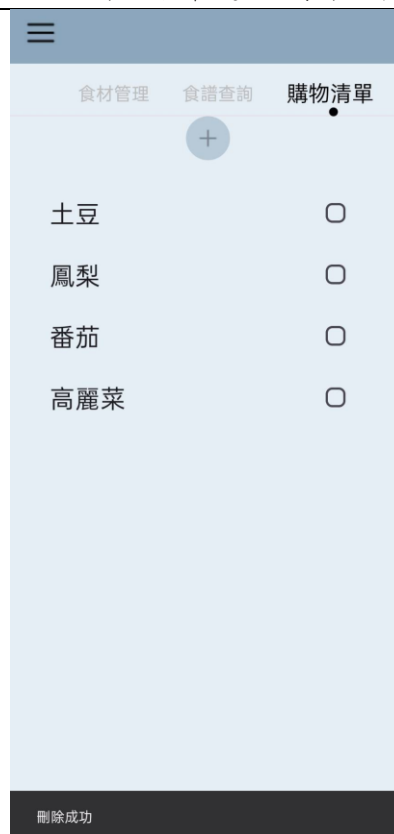 食材管理 食譜查詢 購物清單
+
土豆
鳳梨
番茄
高麗菜
刪除成功